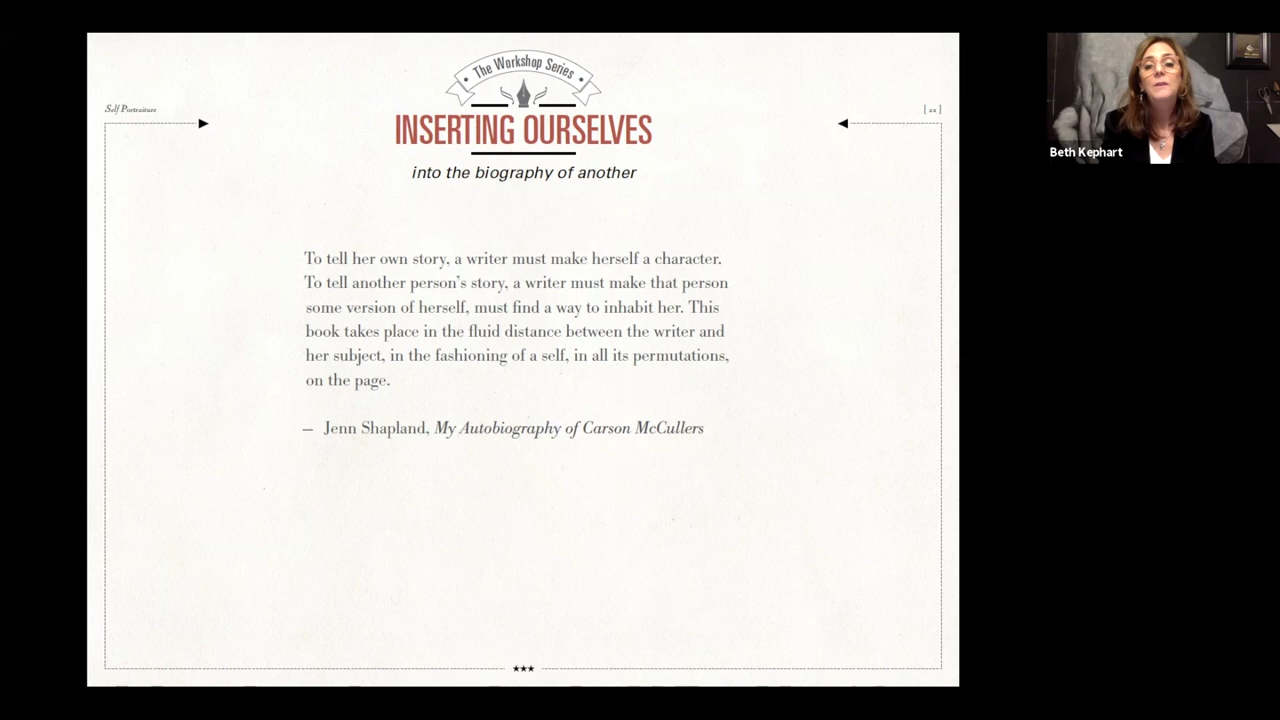 The Workshop Series
Self Portraiture
INSERTING OURSELVES
into the biography of another
To tell her own story, a writer must make herself a character.
To tell another person's story, a writer must make that person
some version of herself, must find a way to inhabit her. This
book takes place in the fluid distance between the writer and
her subject, in the fashioning of a self, in all its permutations,
on the page.
— Jenn Shapland, My Autobiography of Carson McCullers
Beth Kephart